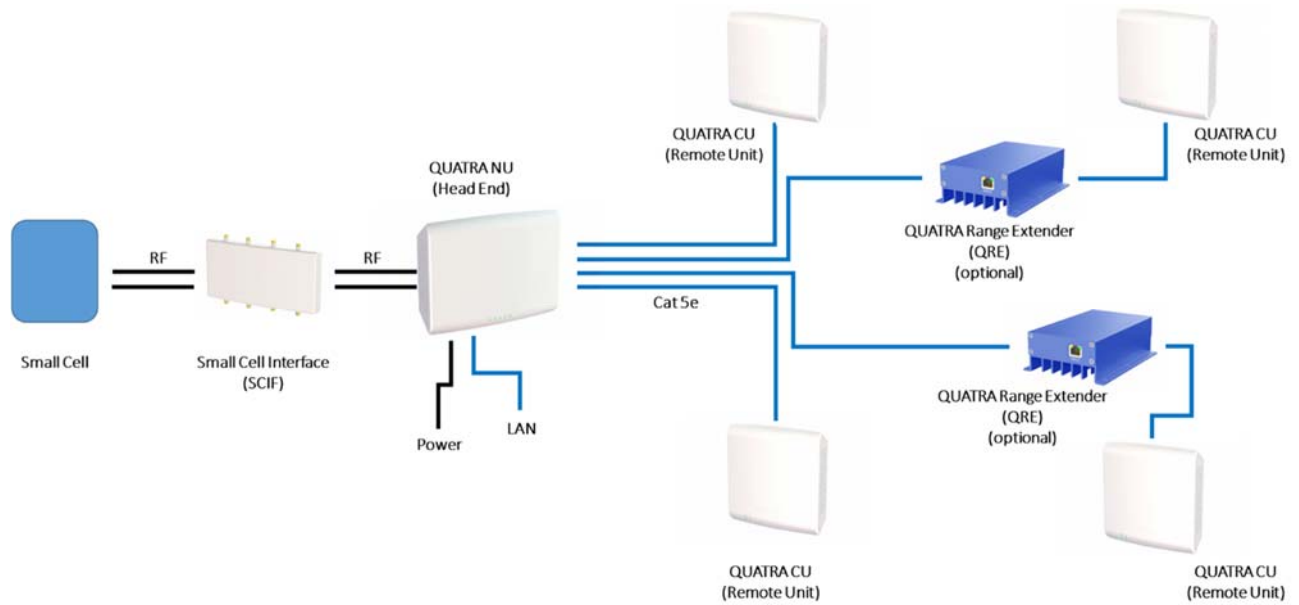 QUATRA CU
(Remote Unit)
QUATRA CU
(Remote Unit)
QUATRA NU
(Head End)
QUATRA Range Extender
(QRE)
(optional)
RF
RF
Cat 5e
Small Cell
Small Cell Interface
(SCIF)
Power
LAN
QUATRA Range Extender
(QRE)
(optional)
QUATRA CU
(Remote Unit)
QUATRA CU
(Remote Unit)